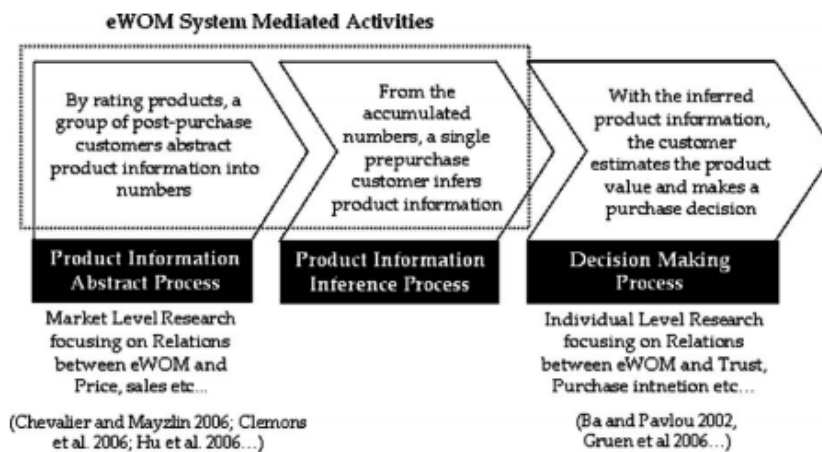 eWOM System Mediated Activities
By rating products, a
group of post-purchase
customers abstract
product information into
numbers
From the
accumulated
numbers, a single
prepurchase
customer infers
product information
With the inferred
product information,
the customer
estimates the product
value and makes a
purchase decision
Product Information
Abstract Process
Product Information
Inference Process
Decision Making
Process
Market Level Research
focusing on Relations
between eWOM and
Price, sales etc...
(Chevalier and Mayzlin 2006; Clemons
et al. 2006; Hu et al. 2006...)
Individual Level Research
focusing on Relations
between eWOM and Trust,
Purchase intnetion etc...
(Ba and Pavlou 2002,
Gruen et al 2006...)